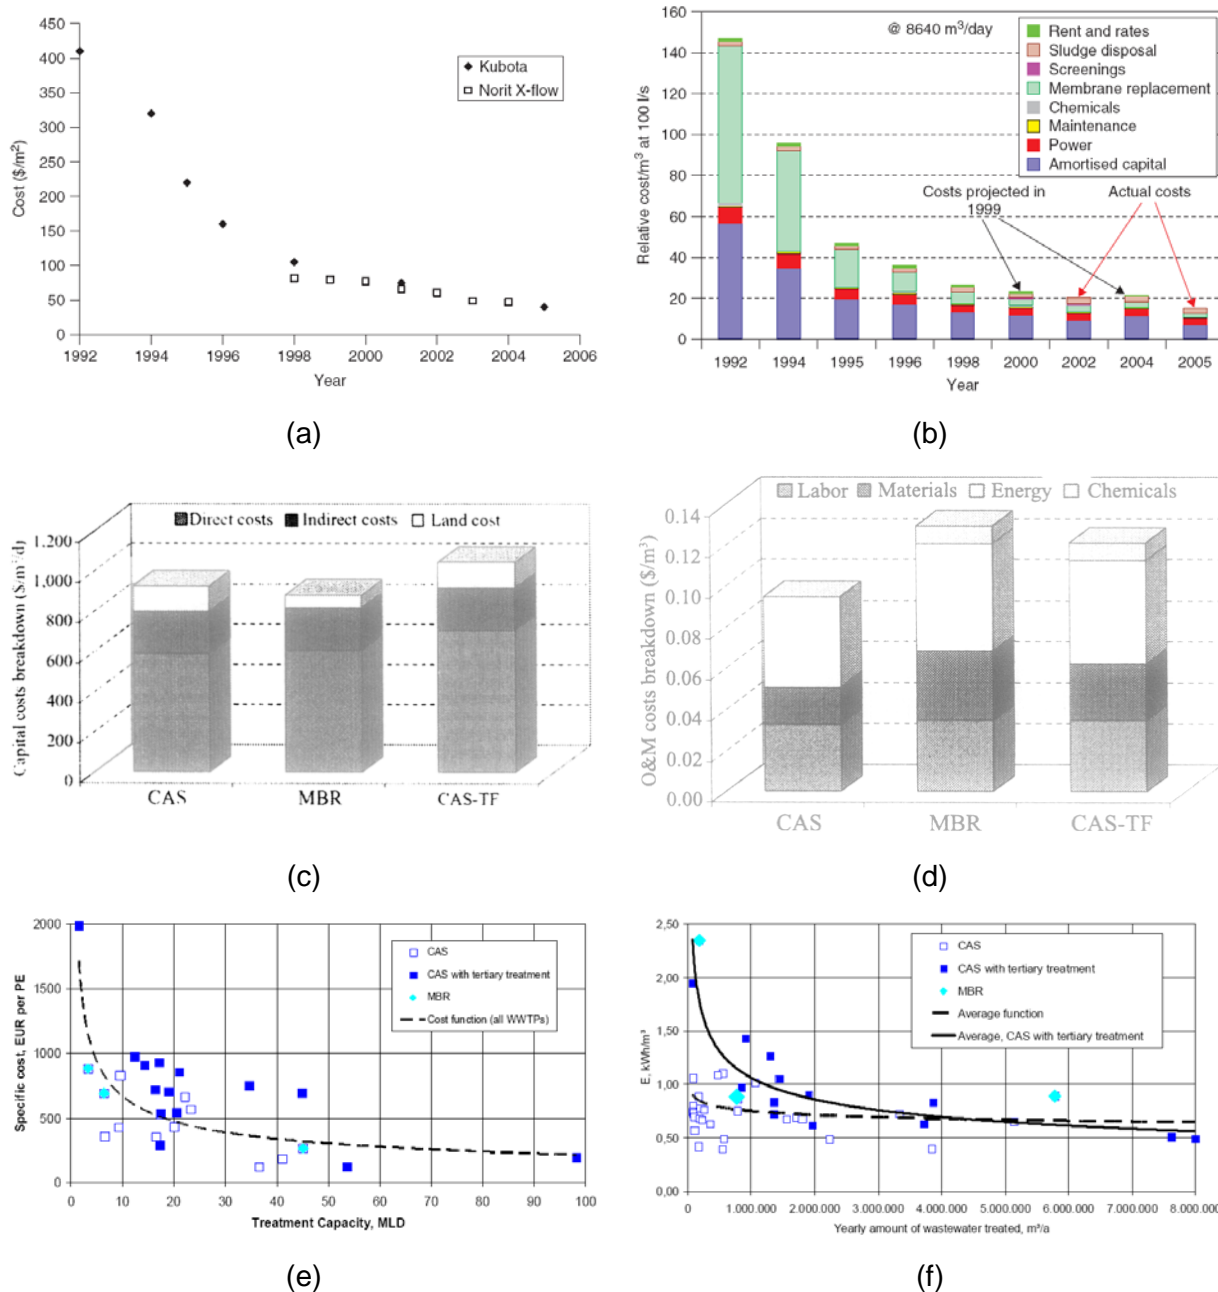 450
400
350
300
250
200
150
100
50
0
Cost ($/m²)
Kubota
Norit X-flow
1992 1994 1996 1998 2000 2002 2004 2006
Year
(a)
160
140
120
100
80
60
40
20
0
Relative cost/m³ at 100 l/s
@ 8640 m³/day
Rent and rates
Sludge disposal
Screenings
Membrane replacement
Chemicals
Maintenance
Power
Amortised capital
Costs projected in
1999
Actual costs
1992 1994 1995 1996 1998 2000 2002 2004 2005
Year
(b)
Direct costs Indirect costs Land cost
1,200
1,000
800
600
400
200
0
Capital costs breakdown ($/m³/d)
CAS MBR CAS-TF
(c)
Labor Materials Energy Chemicals
0.14
0.12
0.10
0.08
0.06
0.04
0.02
0.00
O&M costs breakdown ($/m³)
CAS MBR CAS-TF
(d)
2000
1500
1000
500
0
Specific cost, EUR per PE
CAS
CAS with tertiary treatment
MBR
Cost function (all WWTPs)
0 10 20 30 40 50 60 70 80 90 100
Treatment Capacity, MLD
(e)
2,50
2,00
1,50
1,00
0,50
0,00
E, kWh/m³
CAS
CAS with tertiary treatment
MBR
Average function
Average, CAS with tertiary treatment
0 1.000.000 2.000.000 3.000.000 4.000.000 5.000.000 6.000.000 7.000.000 8.000.000
Yearly amount of wastewater treated, m³/a
(f)